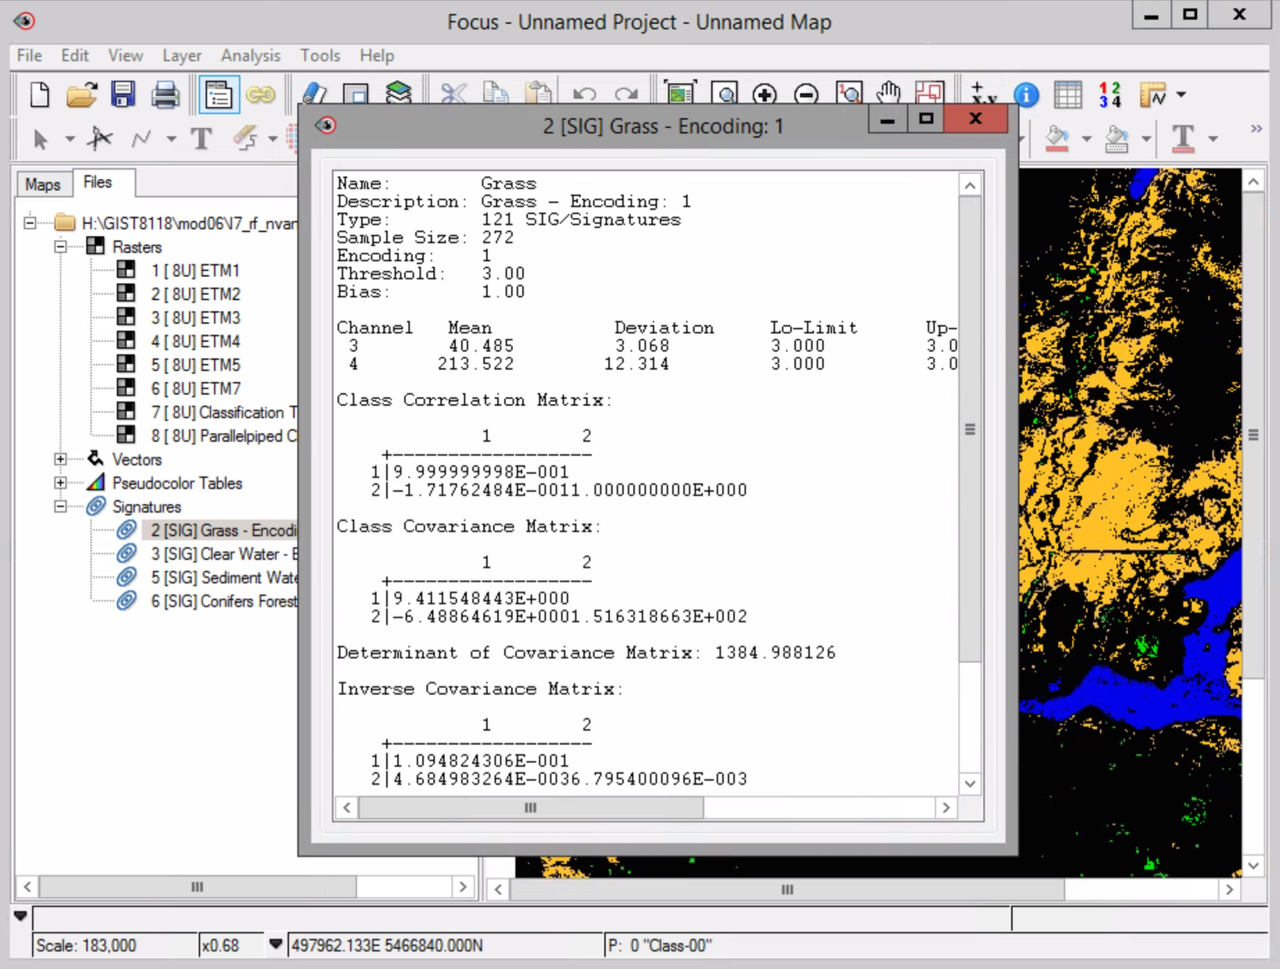 Focus - Unnamed Project - Unnamed Map
File Edit View Layer Analysis Tools Help
+ x,y 1 2 3 4
2 [SIG] Grass - Encoding: 1
Maps Files
H:\GIST8118\mod06\l7_rf_nvan
Rasters
1 [ 8U] ETM1
2 [ 8U] ETM2
3 [ 8U] ETM3
4 [ 8U] ETM4
5 [ 8U] ETM5
6 [ 8U] ETM7
7 [ 8U] Classification T
8 [ 8U] Parallelpiped C
Vectors
Pseudocolor Tables
Signatures
2 [SIG] Grass - Encodi
3 [SIG] Clear Water - E
5 [SIG] Sediment Wate
6 [SIG] Conifers Forest
Name: Grass
Description: Grass - Encoding: 1
Type: 121 SIG/Signatures
Sample Size: 272
Encoding: 1
Threshold: 3.00
Bias: 1.00
Channel Mean Deviation Lo-Limit Up-
3 40.485 3.068 3.000 3.0
4 213.522 12.314 3.000 3.0
Class Correlation Matrix:
1 2
+-------------------
1|9.999999998E-001
2|-1.71762484E-0011.000000000E+000
Class Covariance Matrix:
1 2
+-------------------
1|9.411548443E+000
2|-6.48864619E+0001.516318663E+002
Determinant of Covariance Matrix: 1384.988126
Inverse Covariance Matrix:
1 2
+-------------------
1|1.094824306E-001
2|4.684983264E-0036.795400096E-003
Scale: 183,000 x0.68 497962.133E 5466840.000N P: 0 "Class-00"